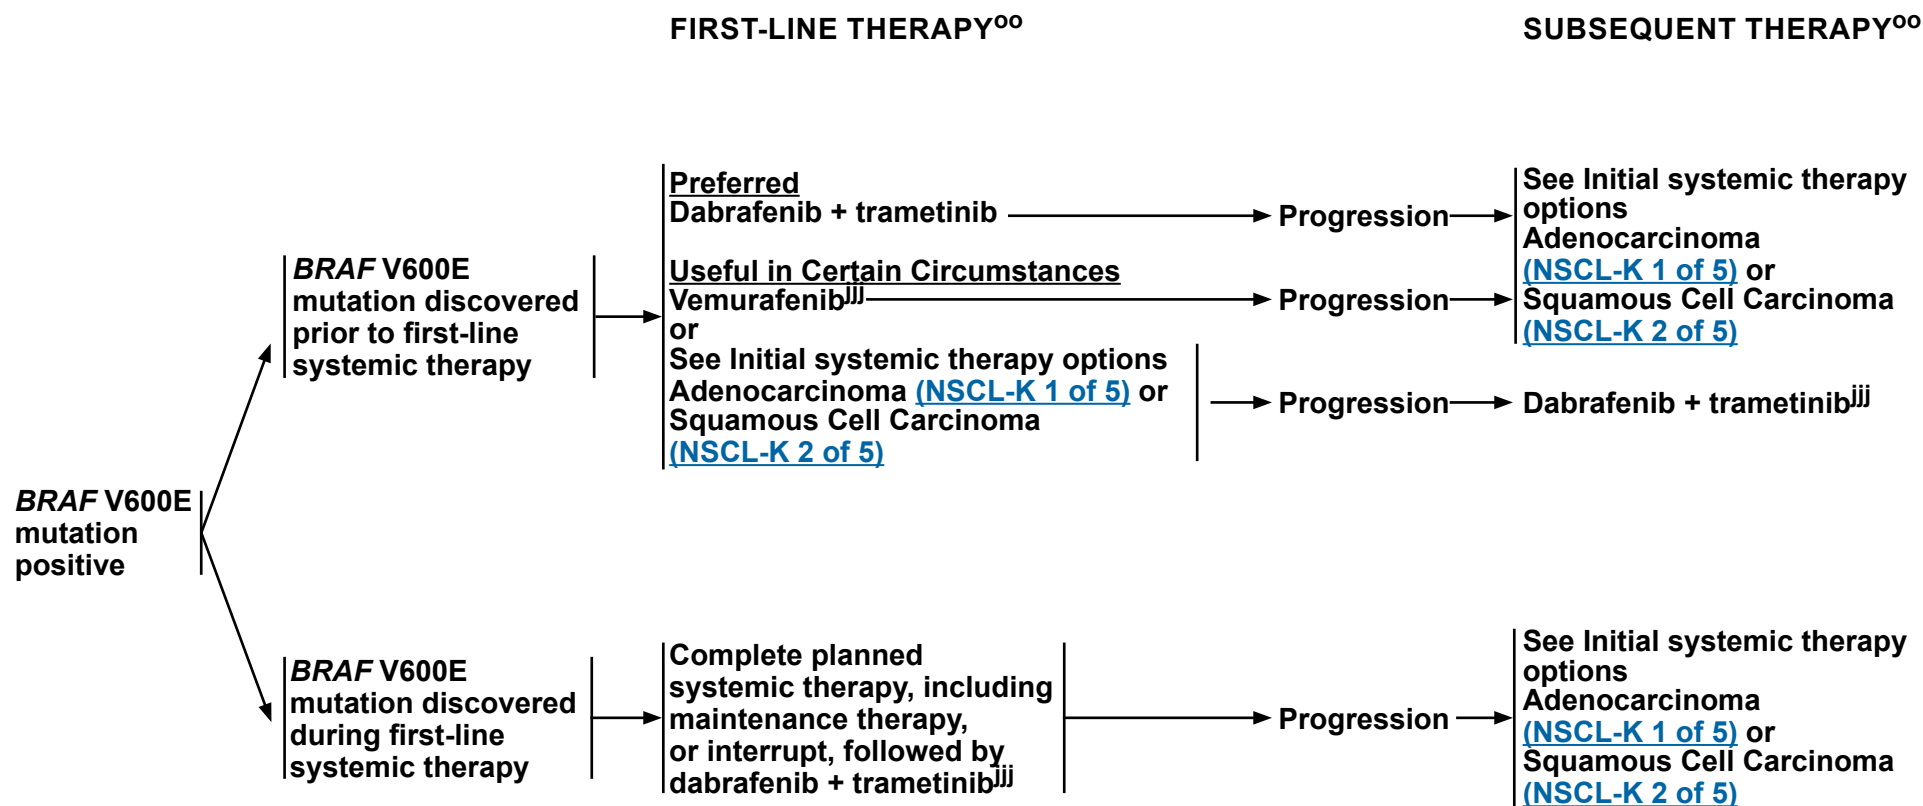 FIRST-LINE THERAPYoo
SUBSEQUENT THERAPYoo
BRAF V600E
mutation
positive
BRAF V600E
mutation discovered
prior to first-line
systemic therapy
Preferred
Dabrafenib + trametinib
Progression
Useful in Certain Circumstances
Vemurafenibjjj
Progression
or
See Initial systemic therapy options
Adenocarcinoma (NSCL-K 1 of 5) or
Squamous Cell Carcinoma
(NSCL-K 2 of 5)
See Initial systemic therapy
options
Adenocarcinoma
(NSCL-K 1 of 5) or
Squamous Cell Carcinoma
(NSCL-K 2 of 5)
Progression
Dabrafenib + trametinibjjj
BRAF V600E
mutation discovered
during first-line
systemic therapy
Complete planned
systemic therapy, including
maintenance therapy,
or interrupt, followed by
dabrafenib + trametinibjjj
Progression
See Initial systemic therapy
options
Adenocarcinoma
(NSCL-K 1 of 5) or
Squamous Cell Carcinoma
(NSCL-K 2 of 5)